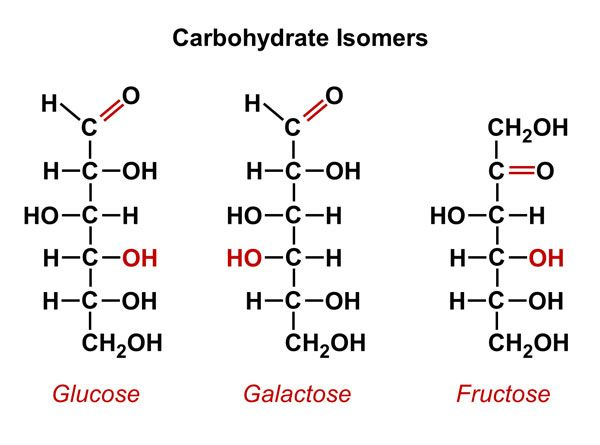 Carbohydrate Isomers
H O
C
H–C–OH
HO–C–H
H–C–OH
H–C–OH
CH₂OH
Glucose
H O
C
H–C–OH
HO–C–H
HO–C–H
H–C–OH
CH₂OH
Galactose
CH₂OH
C=O
HO–C–H
H–C–OH
H–C–OH
CH₂OH
Fructose